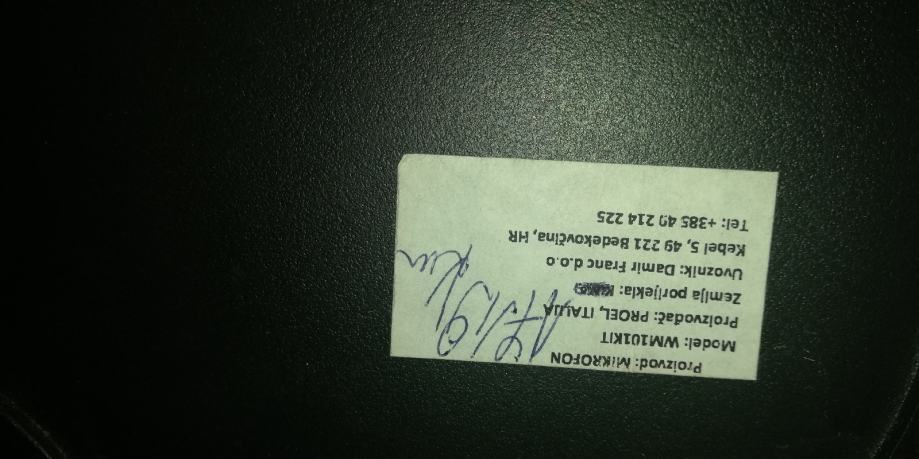 Proizvod: MIKROFON
Model: WM101KIT
Proizvođač: PROEL, ITALIJA
Zemlja porijekla:
Uvoznik: Damir Franc d.o.o
Kebel 5, 49 221 Bedekovčina, HR
Tel: +385 49 214 225